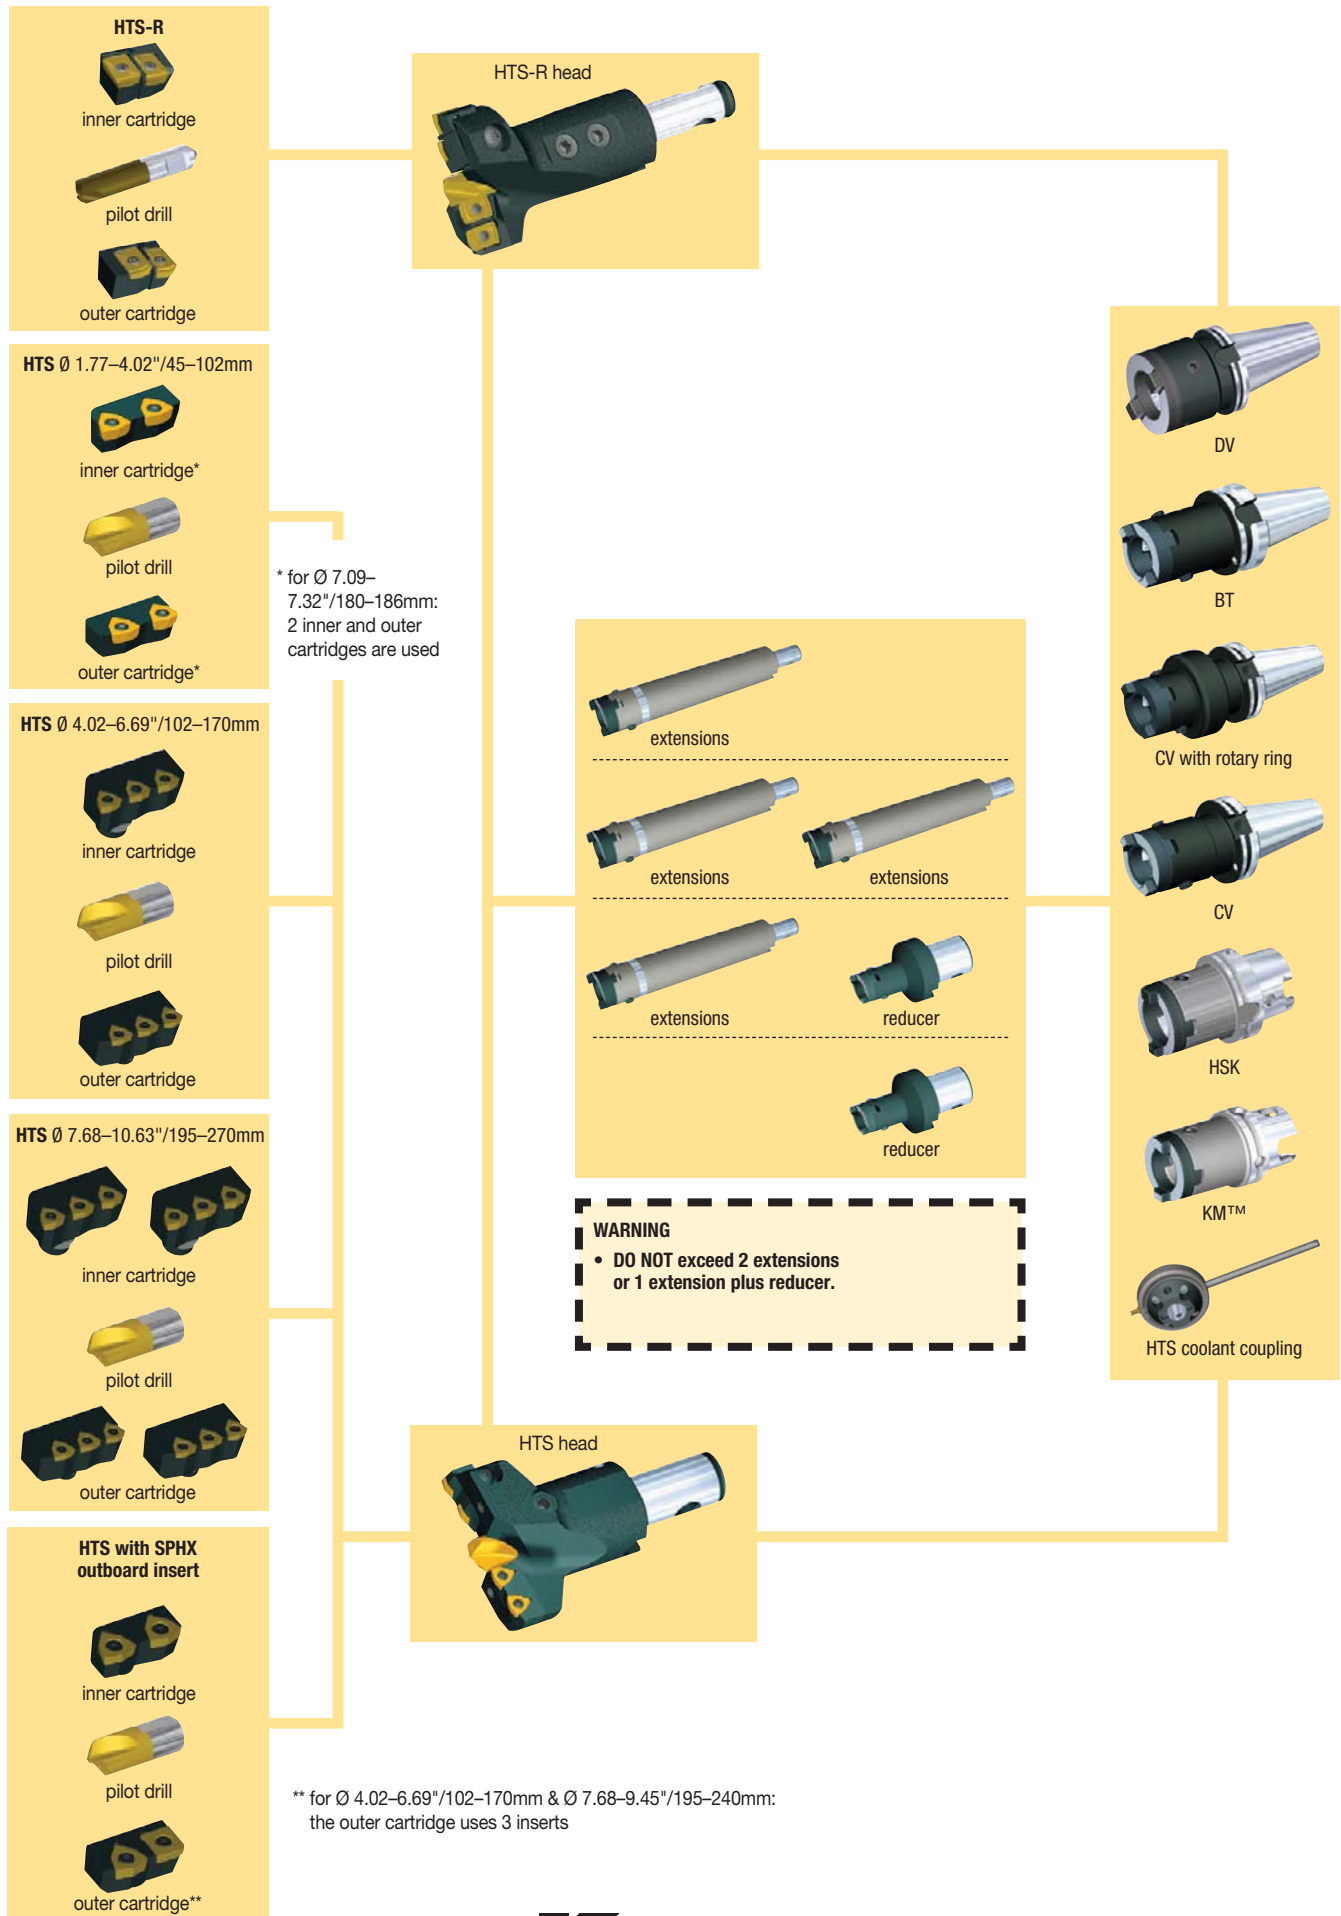 HTS-R
inner cartridge
pilot drill
outer cartridge
HTS Ø 1.77–4.02"/45–102mm
inner cartridge*
pilot drill
outer cartridge*
* for Ø 7.09–
7.32"/180–186mm:
2 inner and outer
cartridges are used
HTS Ø 4.02–6.69"/102–170mm
inner cartridge
pilot drill
outer cartridge
HTS Ø 7.68–10.63"/195–270mm
inner cartridge
pilot drill
outer cartridge
HTS with SPHX
outboard insert
inner cartridge
pilot drill
outer cartridge**
** for Ø 4.02–6.69"/102–170mm & Ø 7.68–9.45"/195–240mm:
the outer cartridge uses 3 inserts
HTS-R head
extensions
extensions extensions
extensions reducer
reducer
WARNING
• DO NOT exceed 2 extensions
or 1 extension plus reducer.
HTS head
DV
BT
CV with rotary ring
CV
HSK
KM™
HTS coolant coupling